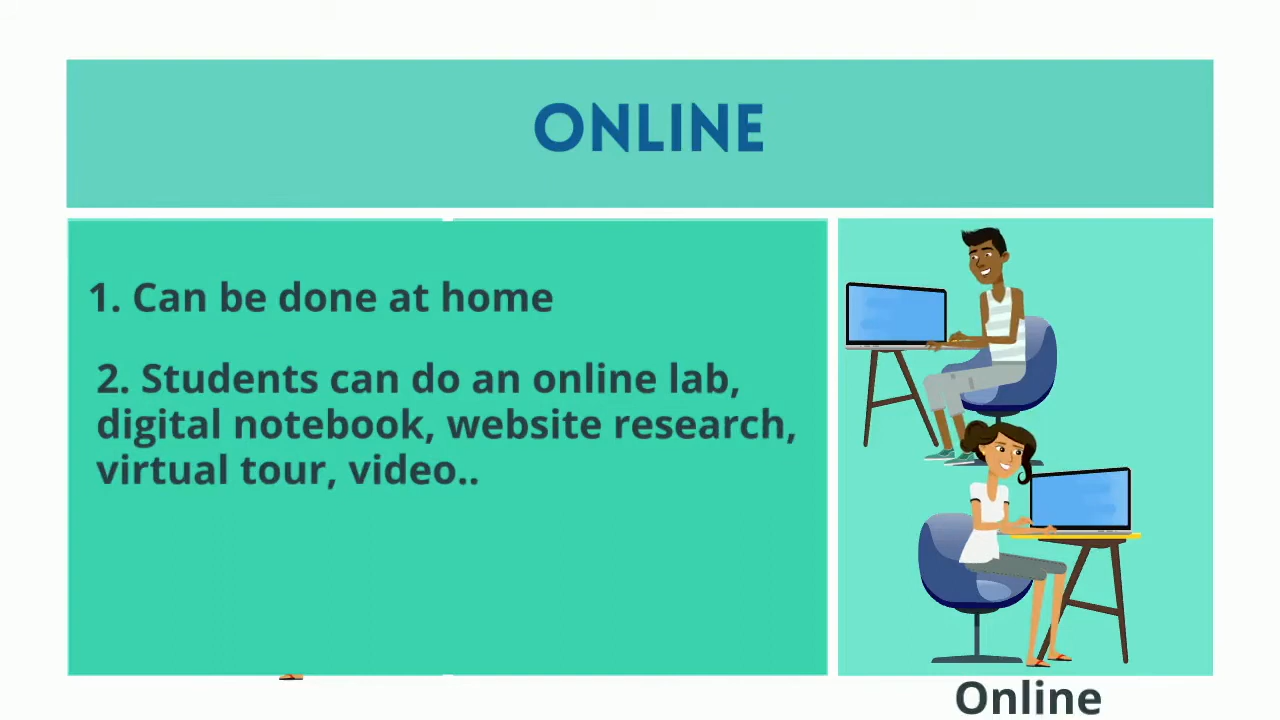 ONLINE
1. Can be done at home
2. Students can do an online lab,
digital notebook, website research,
virtual tour, video..
Online